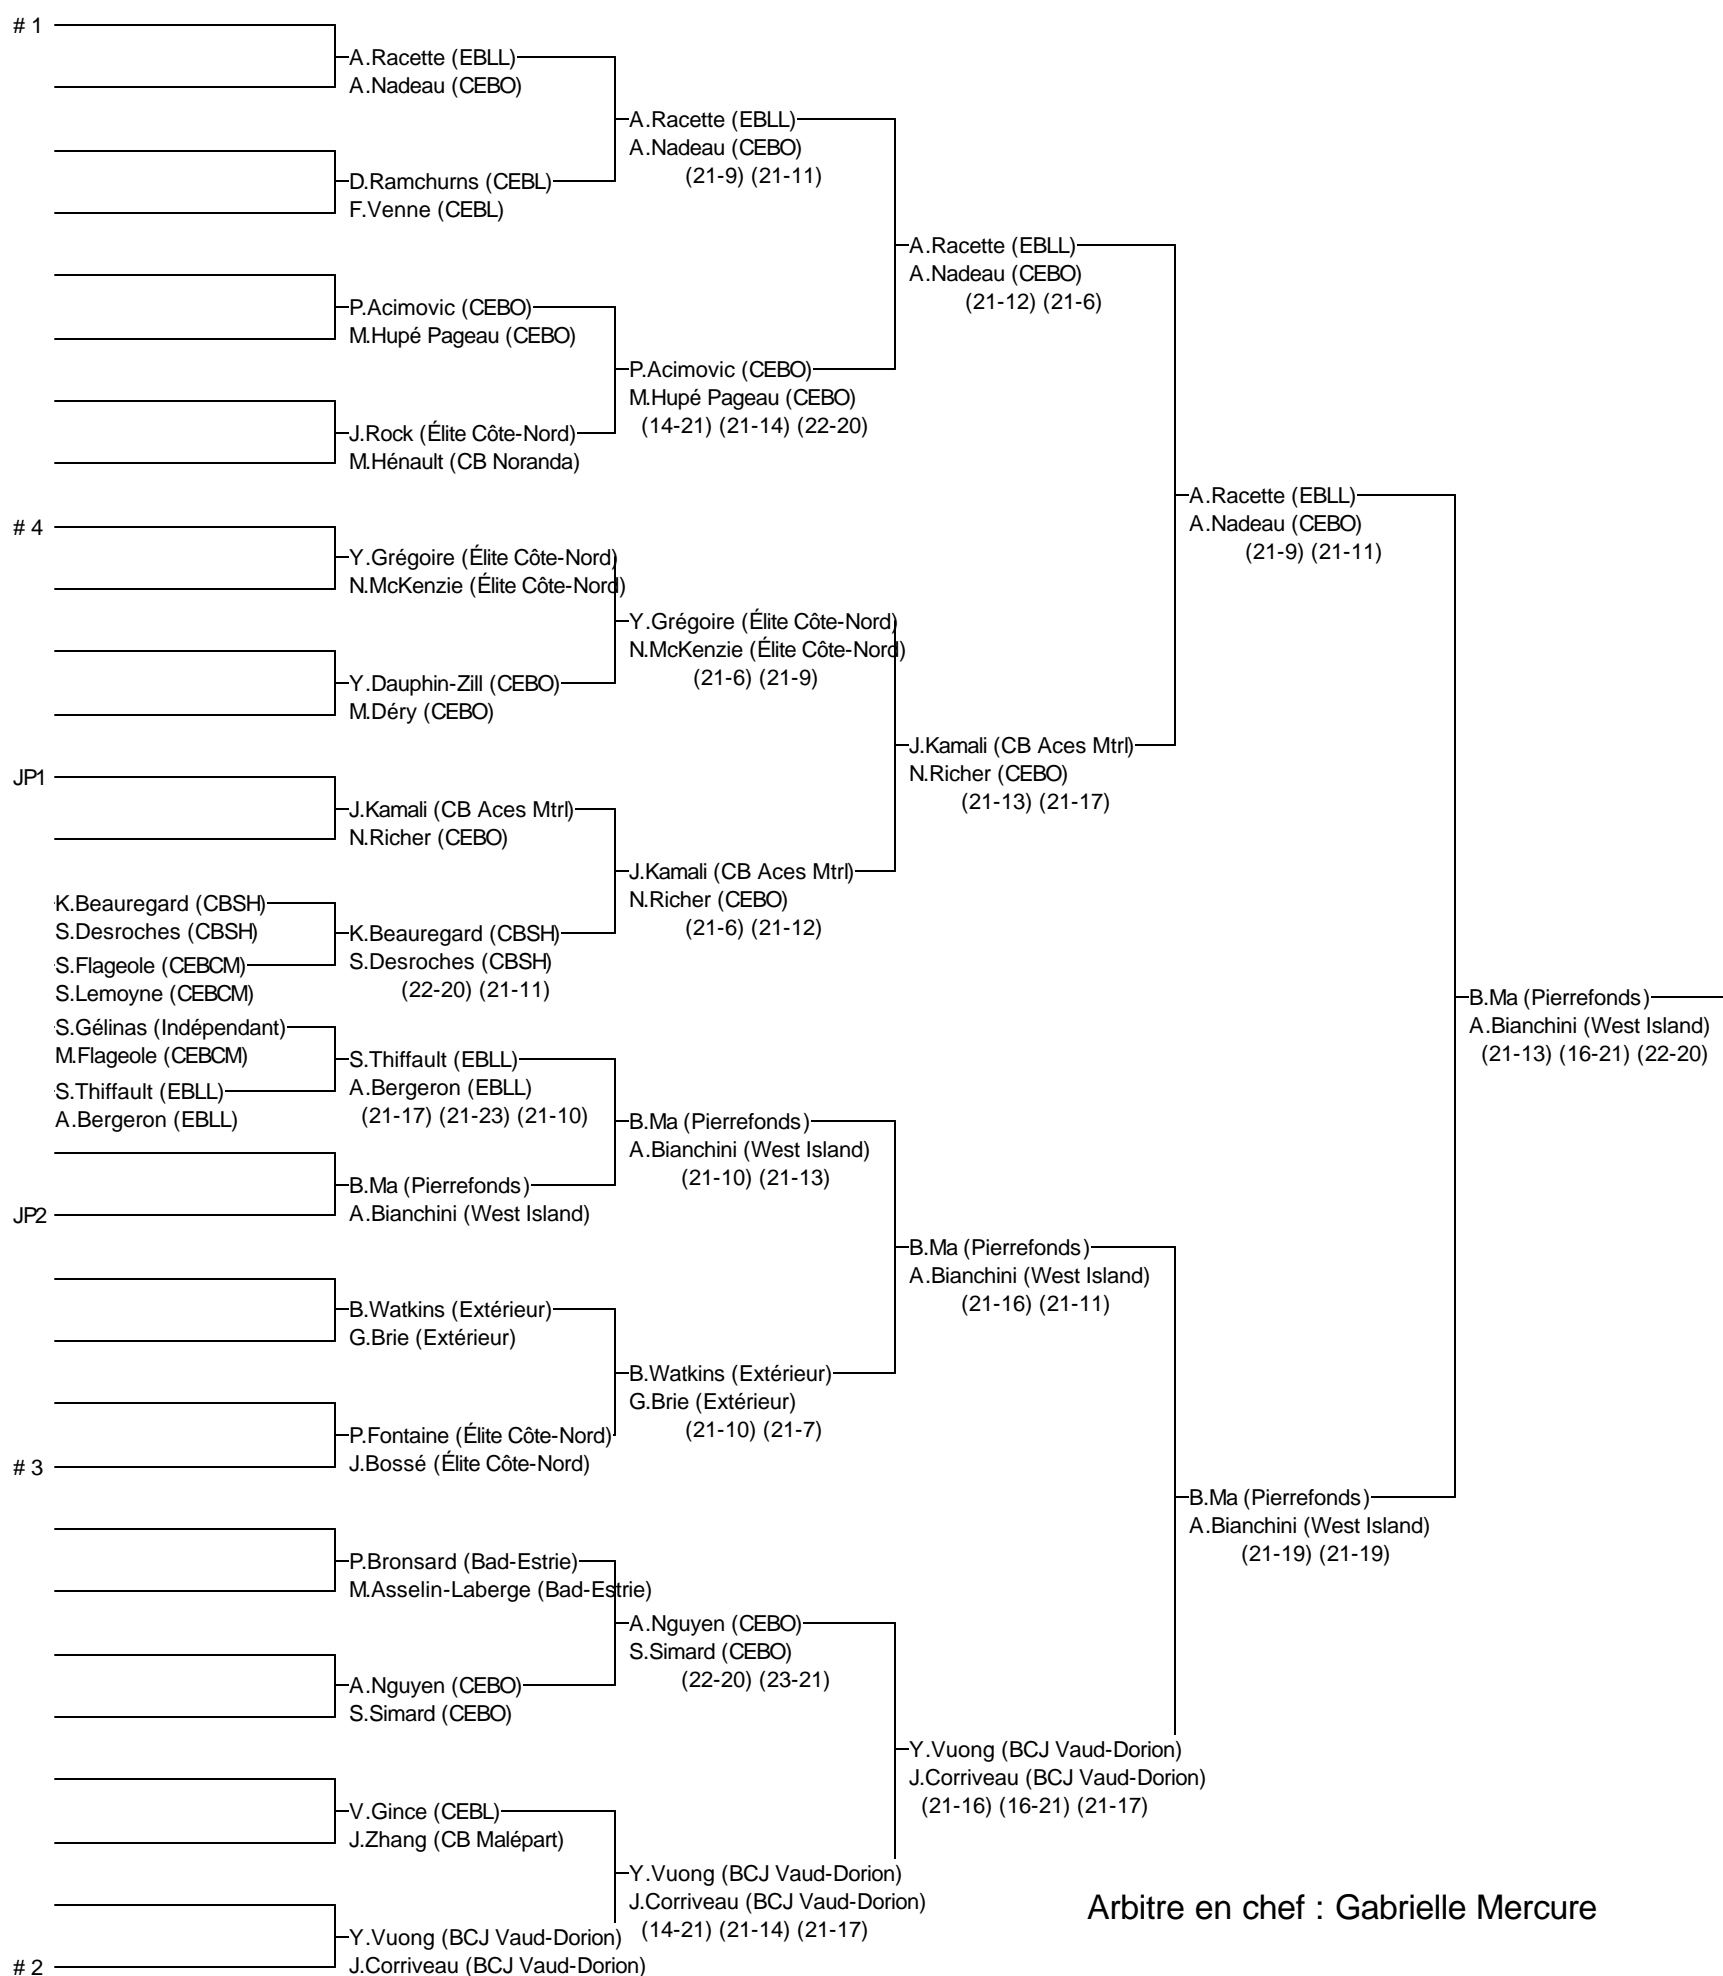 # 1
A.Racette (EBLL)
A.Nadeau (CEBO)
A.Racette (EBLL)
A.Nadeau (CEBO)
(21-9) (21-11)
D.Ramchurns (CEBL)
F.Venne (CEBL)
A.Racette (EBLL)
A.Nadeau (CEBO)
(21-12) (21-6)
P.Acimovic (CEBO)
M.Hupé Pageau (CEBO)
P.Acimovic (CEBO)
M.Hupé Pageau (CEBO)
(14-21) (21-14) (22-20)
J.Rock (Élite Côte-Nord)
M.Hénault (CB Noranda)
A.Racette (EBLL)
A.Nadeau (CEBO)
(21-9) (21-11)
# 4
Y.Grégoire (Élite Côte-Nord)
N.McKenzie (Élite Côte-Nord)
Y.Grégoire (Élite Côte-Nord)
N.McKenzie (Élite Côte-Nord)
(21-6) (21-9)
Y.Dauphin-Zill (CEBO)
M.Déry (CEBO)
J.Kamali (CB Aces Mtrl)
N.Richer (CEBO)
(21-13) (21-17)
JP1
J.Kamali (CB Aces Mtrl)
N.Richer (CEBO)
J.Kamali (CB Aces Mtrl)
N.Richer (CEBO)
(21-6) (21-12)
K.Beauregard (CBSH)
S.Desroches (CBSH)
K.Beauregard (CBSH)
S.Desroches (CBSH)
(22-20) (21-11)
S.Flageole (CEBCM)
S.Lemoyne (CEBCM)
B.Ma (Pierrefonds)
A.Bianchini (West Island)
(21-13) (16-21) (22-20)
S.Gélinas (Indépendant)
M.Flageole (CEBCM)
S.Thiffault (EBLL)
A.Bergeron (EBLL)
(21-17) (21-23) (21-10)
S.Thiffault (EBLL)
A.Bergeron (EBLL)
B.Ma (Pierrefonds)
A.Bianchini (West Island)
(21-10) (21-13)
B.Ma (Pierrefonds)
A.Bianchini (West Island)
JP2
B.Ma (Pierrefonds)
A.Bianchini (West Island)
(21-16) (21-11)
B.Watkins (Extérieur)
G.Brie (Extérieur)
B.Watkins (Extérieur)
G.Brie (Extérieur)
(21-10) (21-7)
P.Fontaine (Élite Côte-Nord)
J.Bossé (Élite Côte-Nord)
# 3
B.Ma (Pierrefonds)
A.Bianchini (West Island)
(21-19) (21-19)
P.Bronsard (Bad-Estrie)
M.Asselin-Laberge (Bad-Estrie)
A.Nguyen (CEBO)
S.Simard (CEBO)
(22-20) (23-21)
A.Nguyen (CEBO)
S.Simard (CEBO)
Y.Vuong (BCJ Vaud-Dorion)
J.Corriveau (BCJ Vaud-Dorion)
(21-16) (16-21) (21-17)
V.Gince (CEBL)
J.Zhang (CB Malépart)
Y.Vuong (BCJ Vaud-Dorion)
J.Corriveau (BCJ Vaud-Dorion)
(14-21) (21-14) (21-17)
Arbitre en chef : Gabrielle Mercure
Y.Vuong (BCJ Vaud-Dorion)
J.Corriveau (BCJ Vaud-Dorion)
# 2